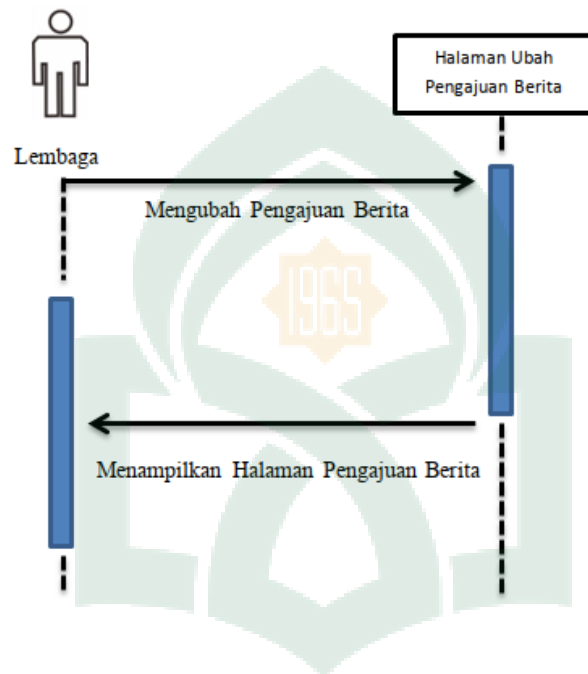 Halaman Ubah
Pengajuan Berita
Lembaga
Mengubah Pengajuan Berita
1965
Menampilkan Halaman Pengajuan Berita